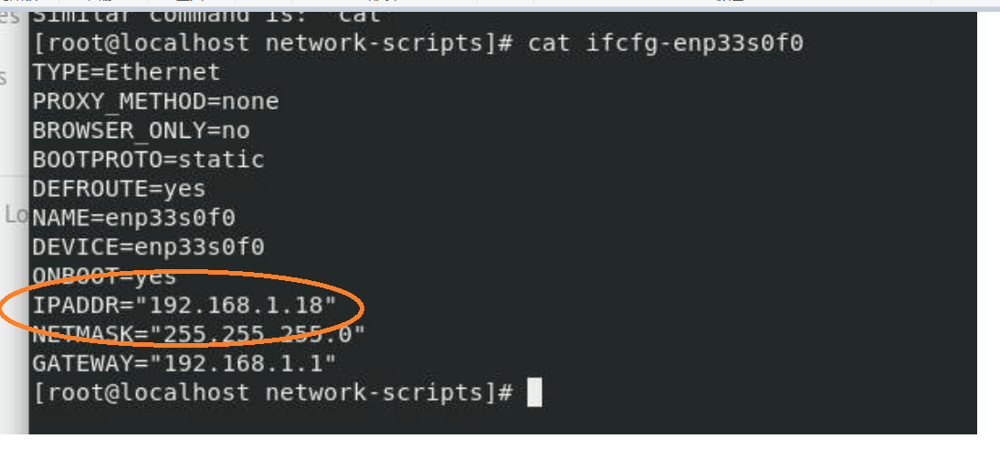 Similar command is: 'cat'
[root@localhost network-scripts]# cat ifcfg-enp33s0f0
TYPE=Ethernet
PROXY_METHOD=none
BROWSER_ONLY=no
BOOTPROTO=static
DEFROUTE=yes
NAME=enp33s0f0
DEVICE=enp33s0f0
ONBOOT=yes
IPADDR="192.168.1.18"
NETMASK="255.255.255.0"
GATEWAY="192.168.1.1"
[root@localhost network-scripts]#